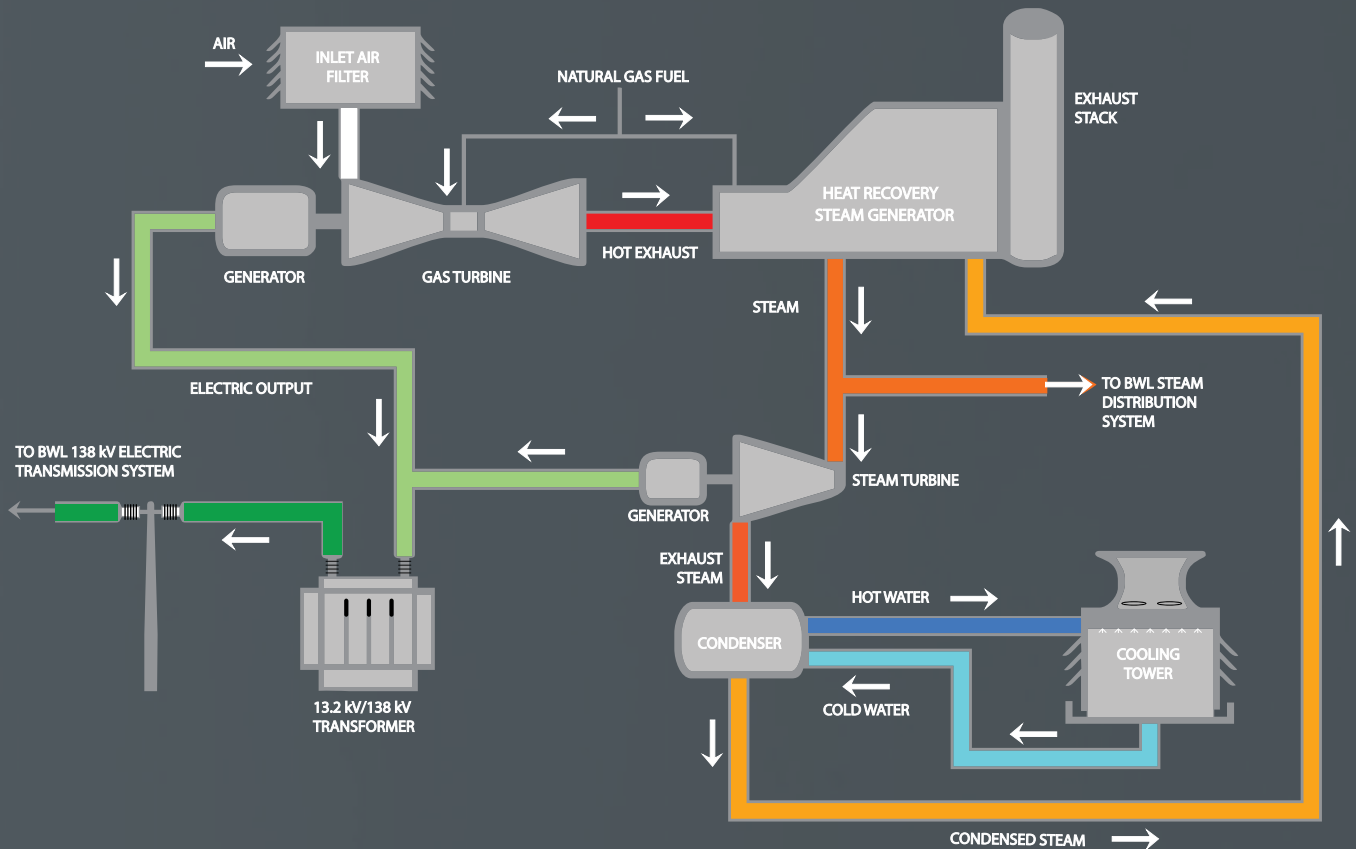 AIR
INLET AIR
FILTER
NATURAL GAS FUEL
EXHAUST
STACK
HEAT RECOVERY
STEAM GENERATOR
HOT EXHAUST
GENERATOR
GAS TURBINE
STEAM
ELECTRIC OUTPUT
TO BWL STEAM
DISTRIBUTION
SYSTEM
TO BWL 138 kV ELECTRIC
TRANSMISSION SYSTEM
STEAM TURBINE
GENERATOR
EXHAUST
STEAM
HOT WATER
CONDENSER
COOLING
TOWER
COLD WATER
13.2 kV/138 kV
TRANSFORMER
CONDENSED STEAM